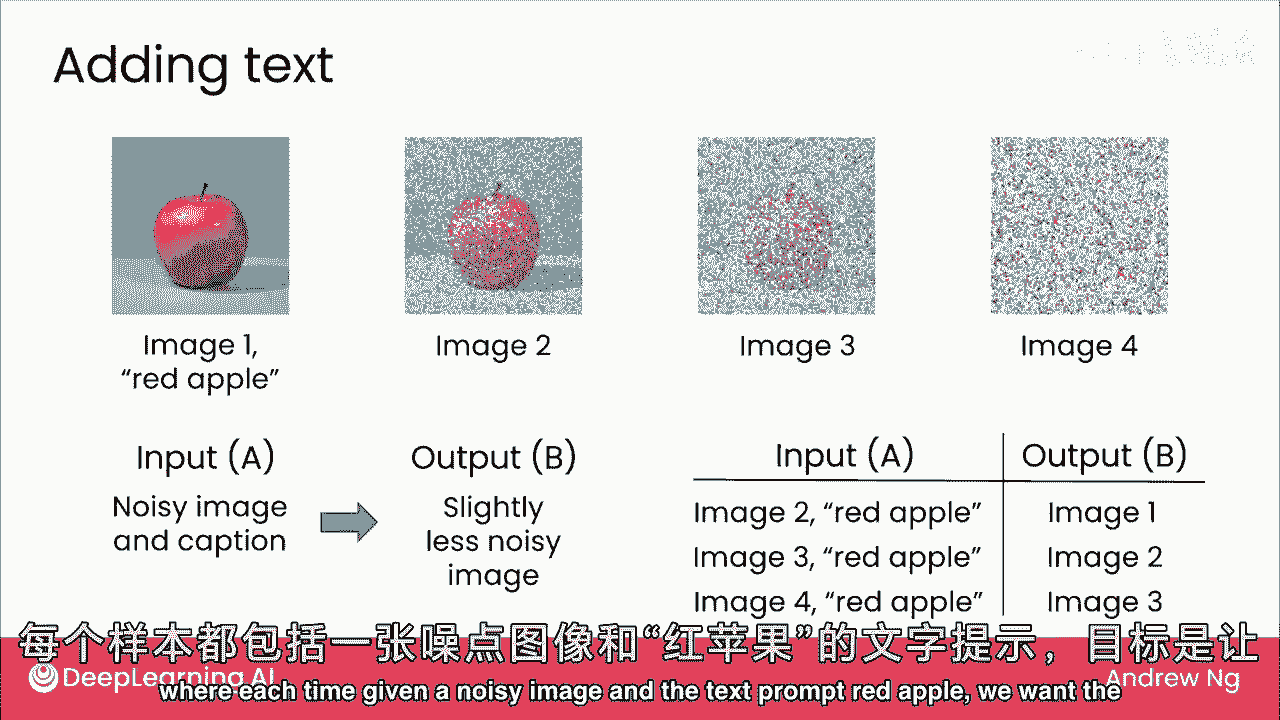 Adding text
Image 1,
“red apple”
Image 2
Image 3
Image 4
Input (A)
Noisy image
and caption
Output (B)
Slightly
less noisy
image
Input (A) Output (B)
Image 2, “red apple” Image 1
Image 3, “red apple” Image 2
Image 4, “red apple” Image 3
每个样本都包括一张噪点图像和“红苹果”的文字提示，目标是让
DeepLearning.AI
Andrew Ng
where each time given a noisy image and the text prompt red apple, we want the